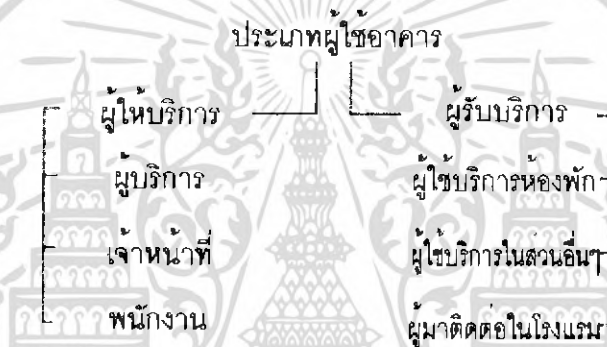 ประเภทผู้ใช้อาคาร
ผู้ให้บริการ ผู้รับบริการ
ผู้บริการ ผู้ใช้บริการห้องพัก
เจ้าหน้าที่ ผู้ใช้บริการในส่วนอื่นๆ
พนักงาน ผู้มาติดต่อในโรงแรม